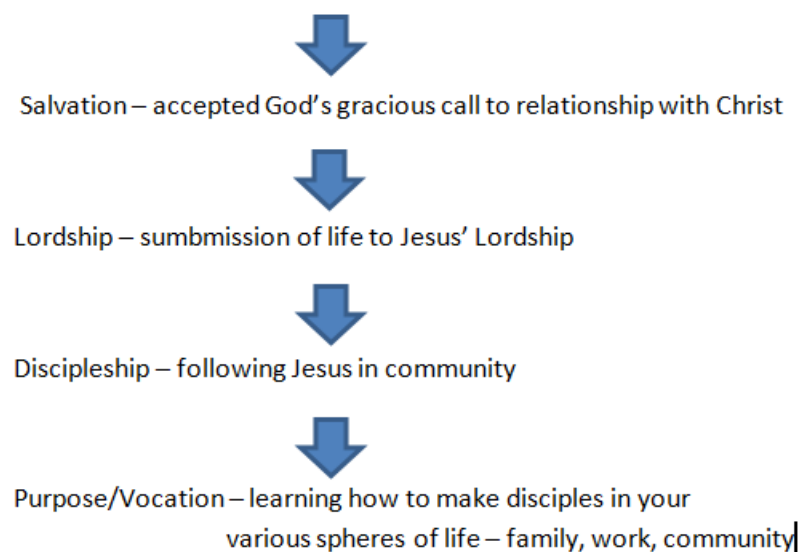 Salvation – accepted God's gracious call to relationship with Christ
Lordship – sumbmission of life to Jesus' Lordship
Discipleship – following Jesus in community
Purpose/Vocation – learning how to make disciples in your
various spheres of life – family, work, community